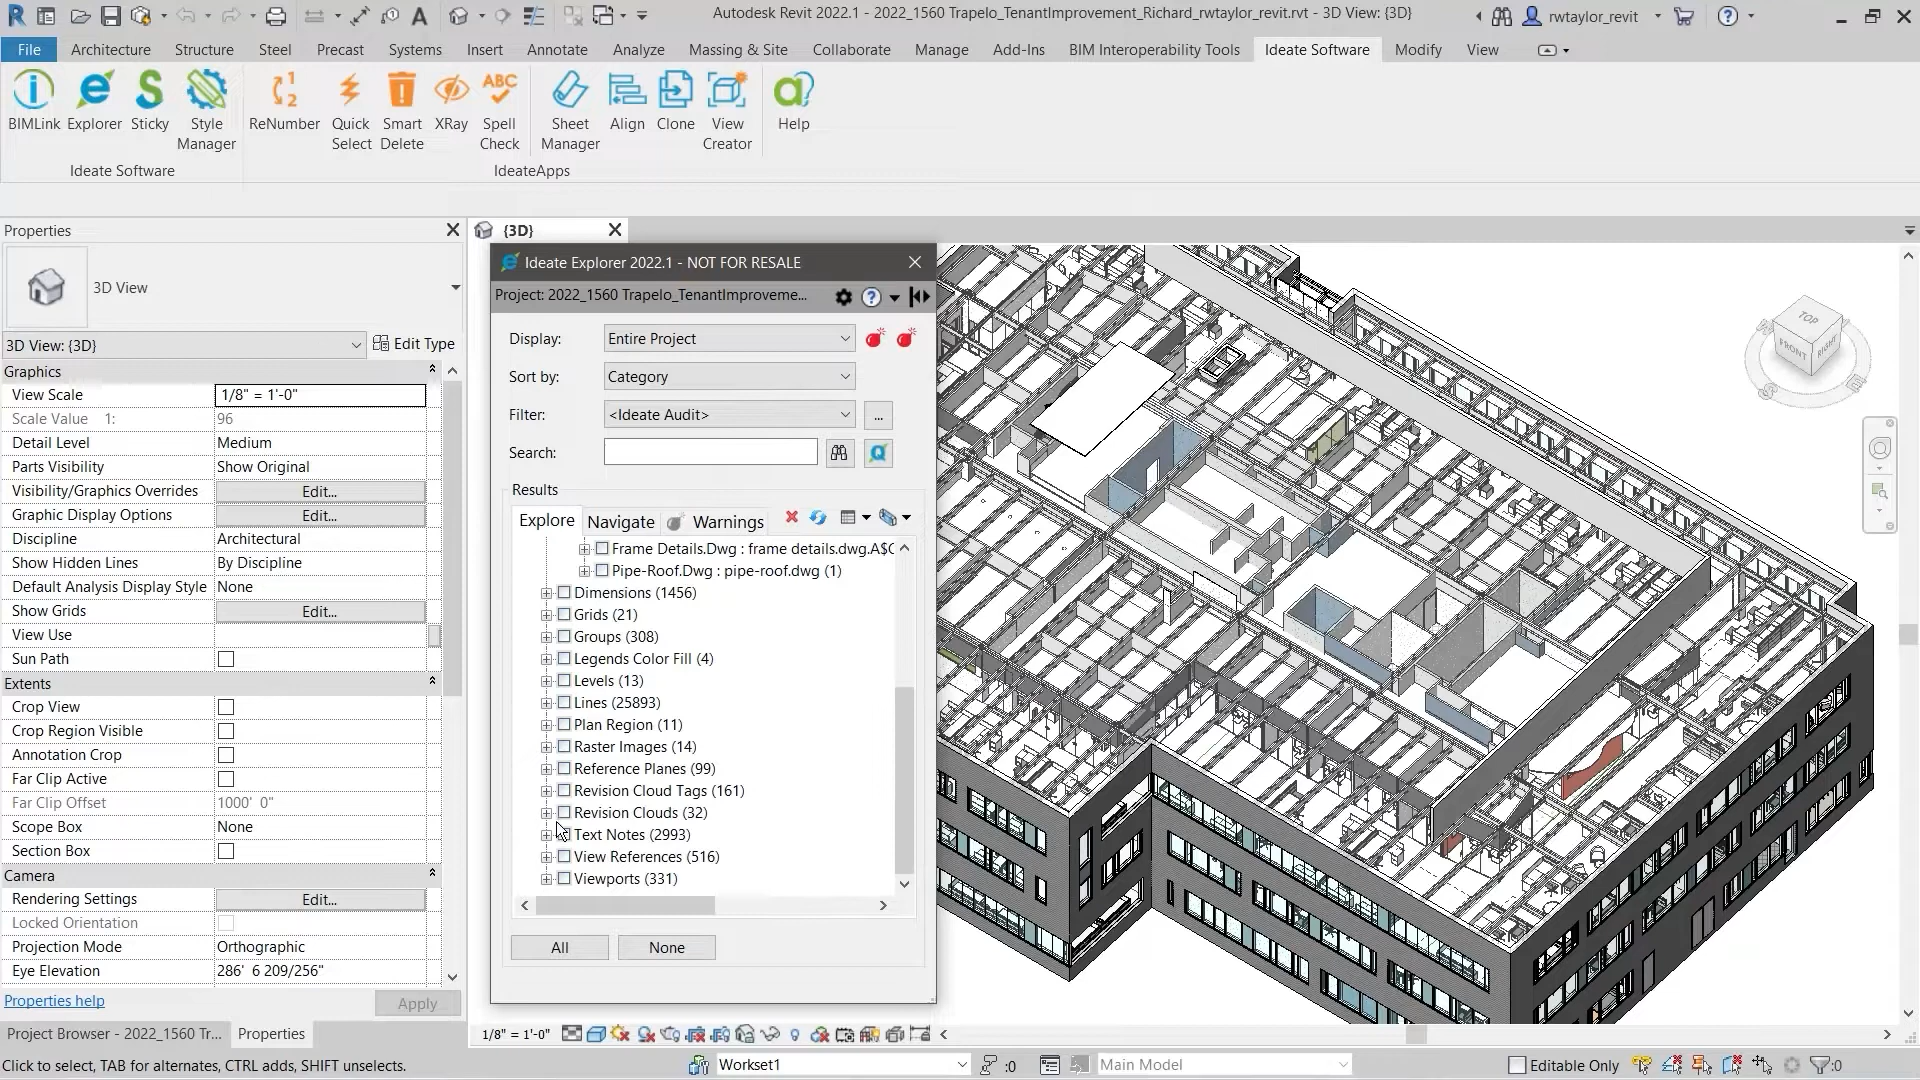 Autodesk Revit 2022.1 - 2022_1560 Trapelo_TenantImprovement_Richard_rwtaylor_revit.rvt - 3D View: {3D}
rwtaylor_revit
File Architecture Structure Steel Precast Systems Insert Annotate Analyze Massing & Site Collaborate Manage Add-Ins BIM Interoperability Tools Ideate Software Modify View
BIMLink Explorer Sticky Style Manager ReNumber Quick Select Smart Delete XRay ABC Spell Check Sheet Manager Align Clone View Creator Help
Ideate Software IdeateApps
Properties
{3D}
3D View
3D View: {3D} Edit Type
Graphics
View Scale 1/8" = 1'-0"
Scale Value 1: 96
Detail Level Medium
Parts Visibility Show Original
Visibility/Graphics Overrides Edit...
Graphic Display Options Edit...
Discipline Architectural
Show Hidden Lines By Discipline
Default Analysis Display Style None
Show Grids Edit...
View Use
Sun Path
Extents
Crop View
Crop Region Visible
Annotation Crop
Far Clip Active
Far Clip Offset 1000' 0"
Scope Box None
Section Box
Camera
Rendering Settings Edit...
Locked Orientation
Projection Mode Orthographic
Eye Elevation 286' 6 209/256"
Properties help Apply
Project Browser - 2022_1560 Tr... Properties
Ideate Explorer 2022.1 - NOT FOR RESALE
Project: 2022_1560 Trapelo_TenantImproveme...
Display: Entire Project
Sort by: Category
Filter: <Ideate Audit> ...
Search:
Results
Explore Navigate Warnings
Frame Details.Dwg : frame details.dwg.A$C
Pipe-Roof.Dwg : pipe-roof.dwg (1)
Dimensions (1456)
Grids (21)
Groups (308)
Legends Color Fill (4)
Levels (13)
Lines (25893)
Plan Region (11)
Raster Images (14)
Reference Planes (99)
Revision Cloud Tags (161)
Revision Clouds (32)
Text Notes (2993)
View References (516)
Viewports (331)
All None
TOP
FRONT RIGHT
1/8" = 1'-0"
Click to select, TAB for alternates, CTRL adds, SHIFT unselects.
Workset1 :0 Main Model Editable Only :0